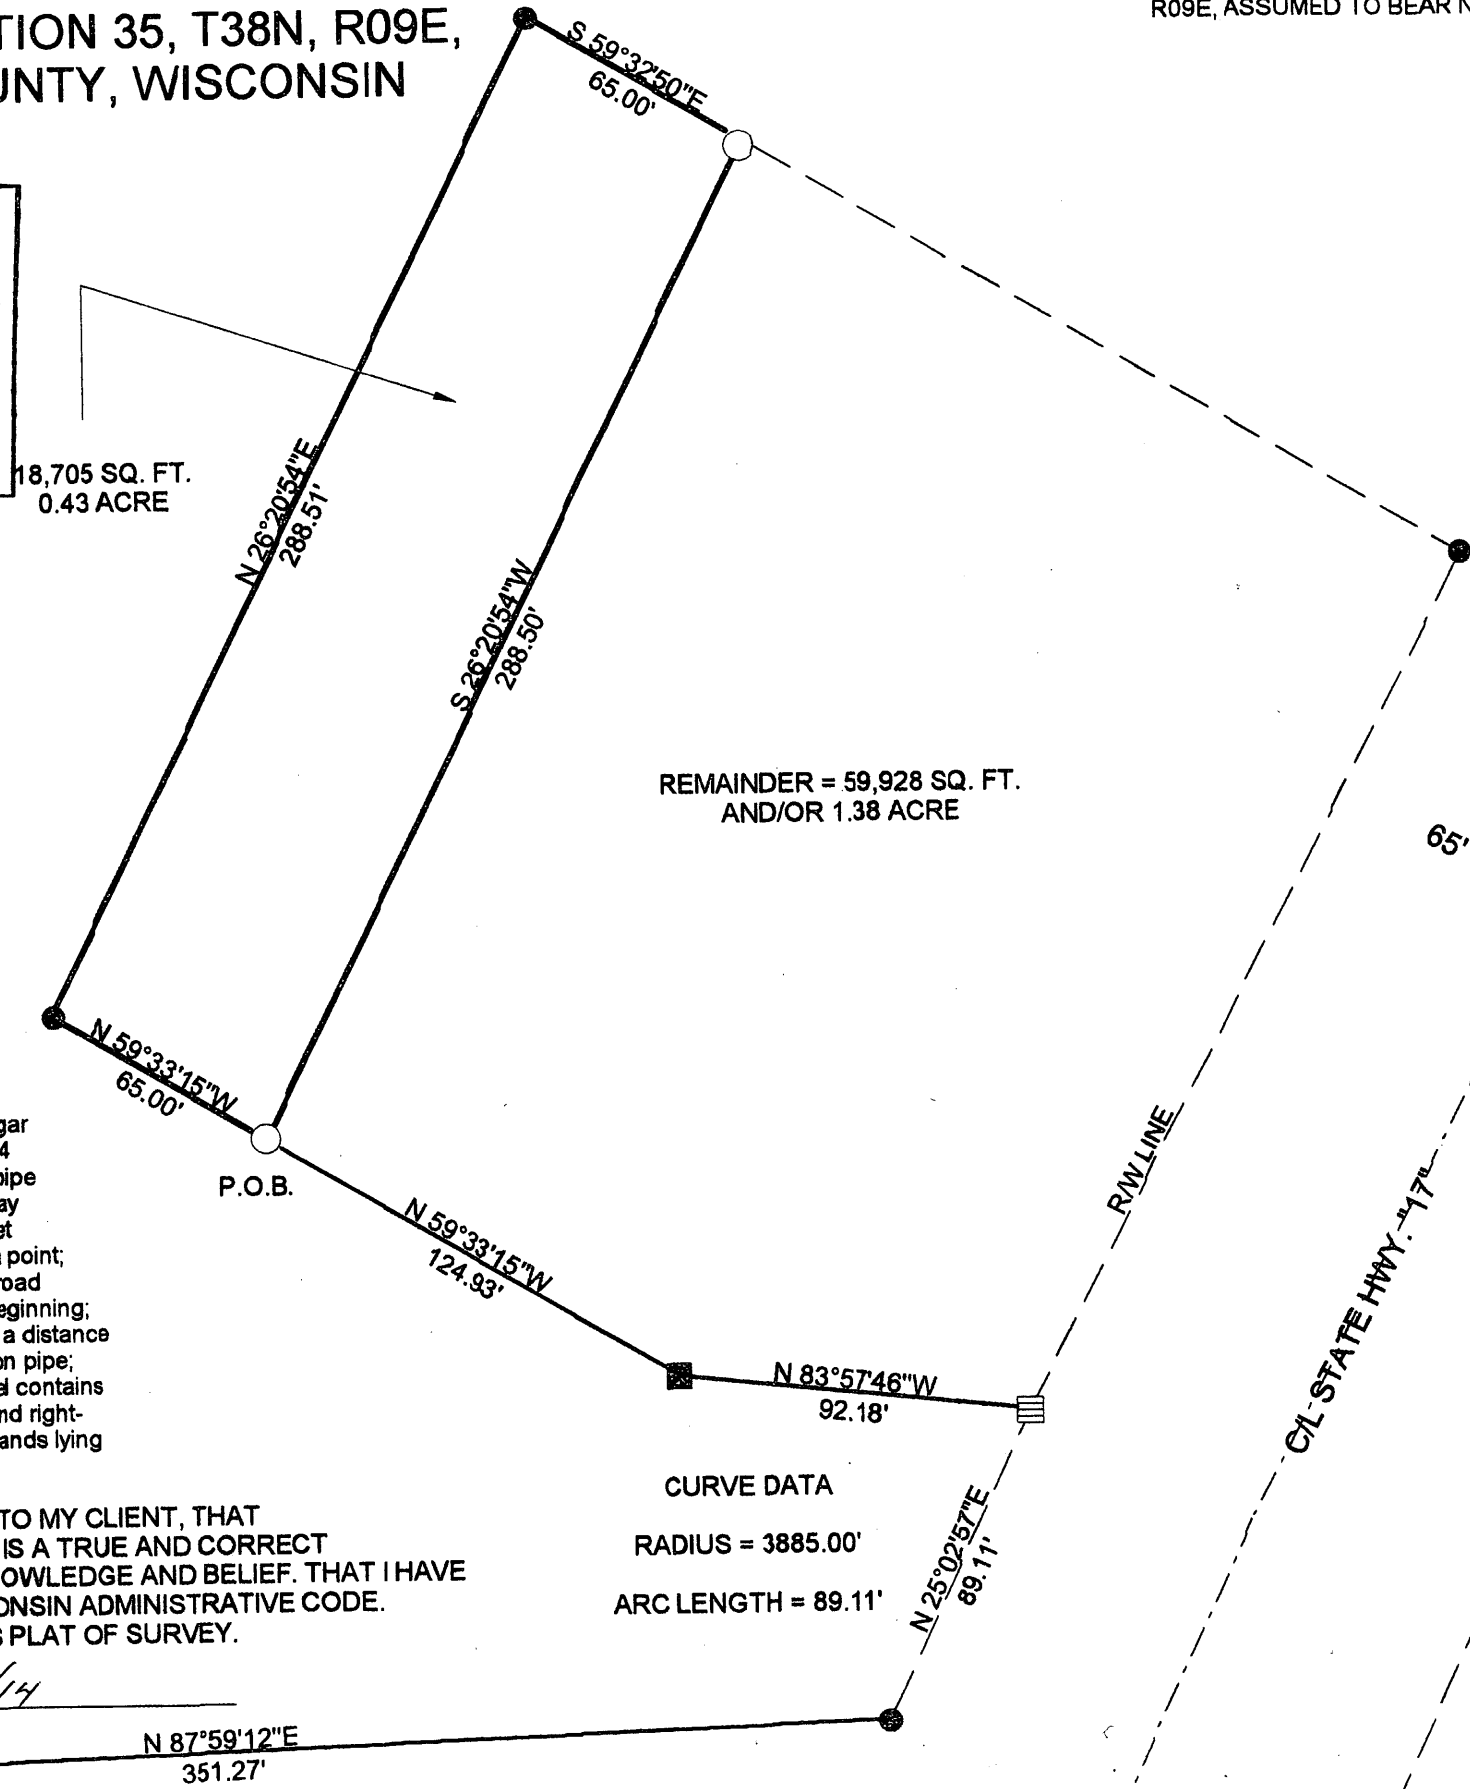 TION 35, T38N, R09E,
UNTY, WISCONSIN
R09E, ASSUMED TO BEAR N
S 59°32'50"E
65.00'
18,705 SQ. FT.
0.43 ACRE
N 26°20'54"E
288.51'
S 26°20'54"W
288.50'
REMAINDER = 59,928 SQ. FT.
AND/OR 1.38 ACRE
65'
N 59°33'15"W
65.00'
P.O.B.
N 59°33'15"W
124.93'
N 83°57'46"W
92.18'
R/W LINE
C/L STATE HWY. "17"
gar
4
pipe
ay
et
point;
road
eginning;
a distance
on pipe;
el contains
nd right-
ands lying
CURVE DATA
RADIUS = 3885.00'
ARC LENGTH = 89.11'
N 25°02'57"E
89.11'
TO MY CLIENT, THAT
IS A TRUE AND CORRECT
OWLEDGE AND BELIEF. THAT I HAVE
ONSIN ADMINISTRATIVE CODE.
S PLAT OF SURVEY.
/14
N 87°59'12"E
351.27'